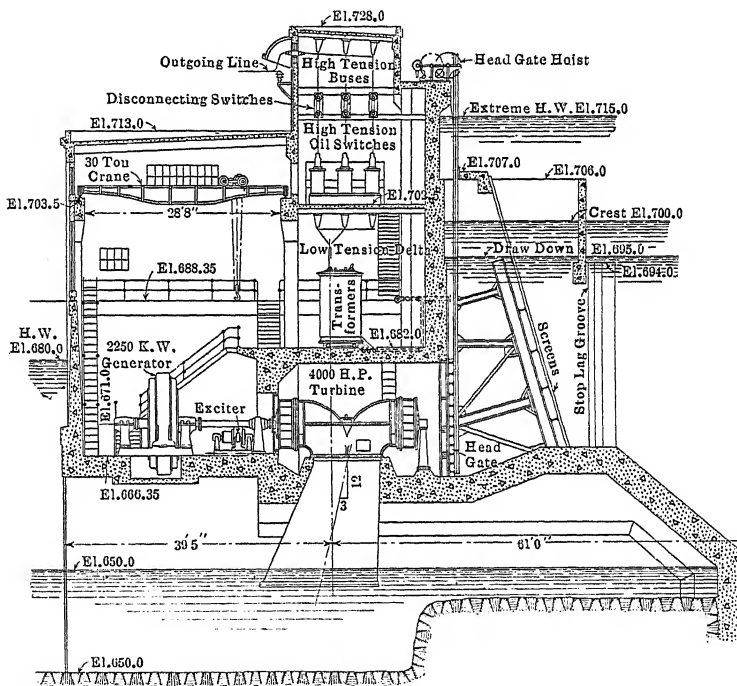 El.728.0
Outgoing Line
High Tension
Buses
Head Gate Hoist
Disconnecting Switches
Extreme H.W. El.715.0
El.713.0
High Tension
Oil Switches
30 Tou
Crane
El.707.0
El.706.0
El.703.5
El.702
28'8"
Crest El.700.0
Low Tension Delta
Draw Down
El.695.0
El.694.0
El.688.35
Trans-
formers
H.W.
El.680.0
2250 K.W.
Generator
El.682.0
4000 H.P.
Turbine
El.671.0
Exciter
Screens
Stop Lag Groove
Head
Gate
El.666.35
12
3
39'5"
61'0"
El.650.0
El.650.0